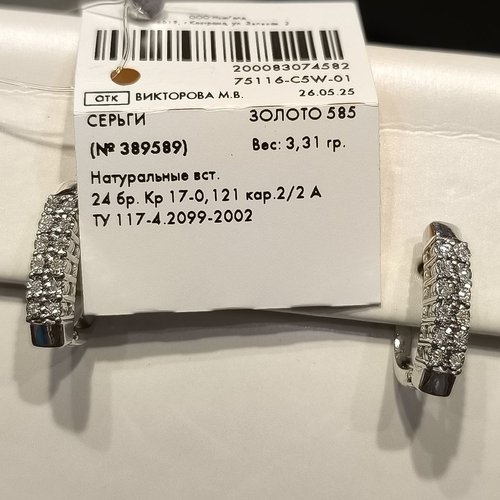 200083074582
75116-C5W-01
ОТК ВИКТОРОВА М.В. 26.05.25
СЕРЬГИ ЗОЛОТО 585
(№ 389589) Вес: 3,31 гр.
Натуральные вст.
24 бр. Кр 17-0,121 кар.2/2 А
ТУ 117-4.2099-2002